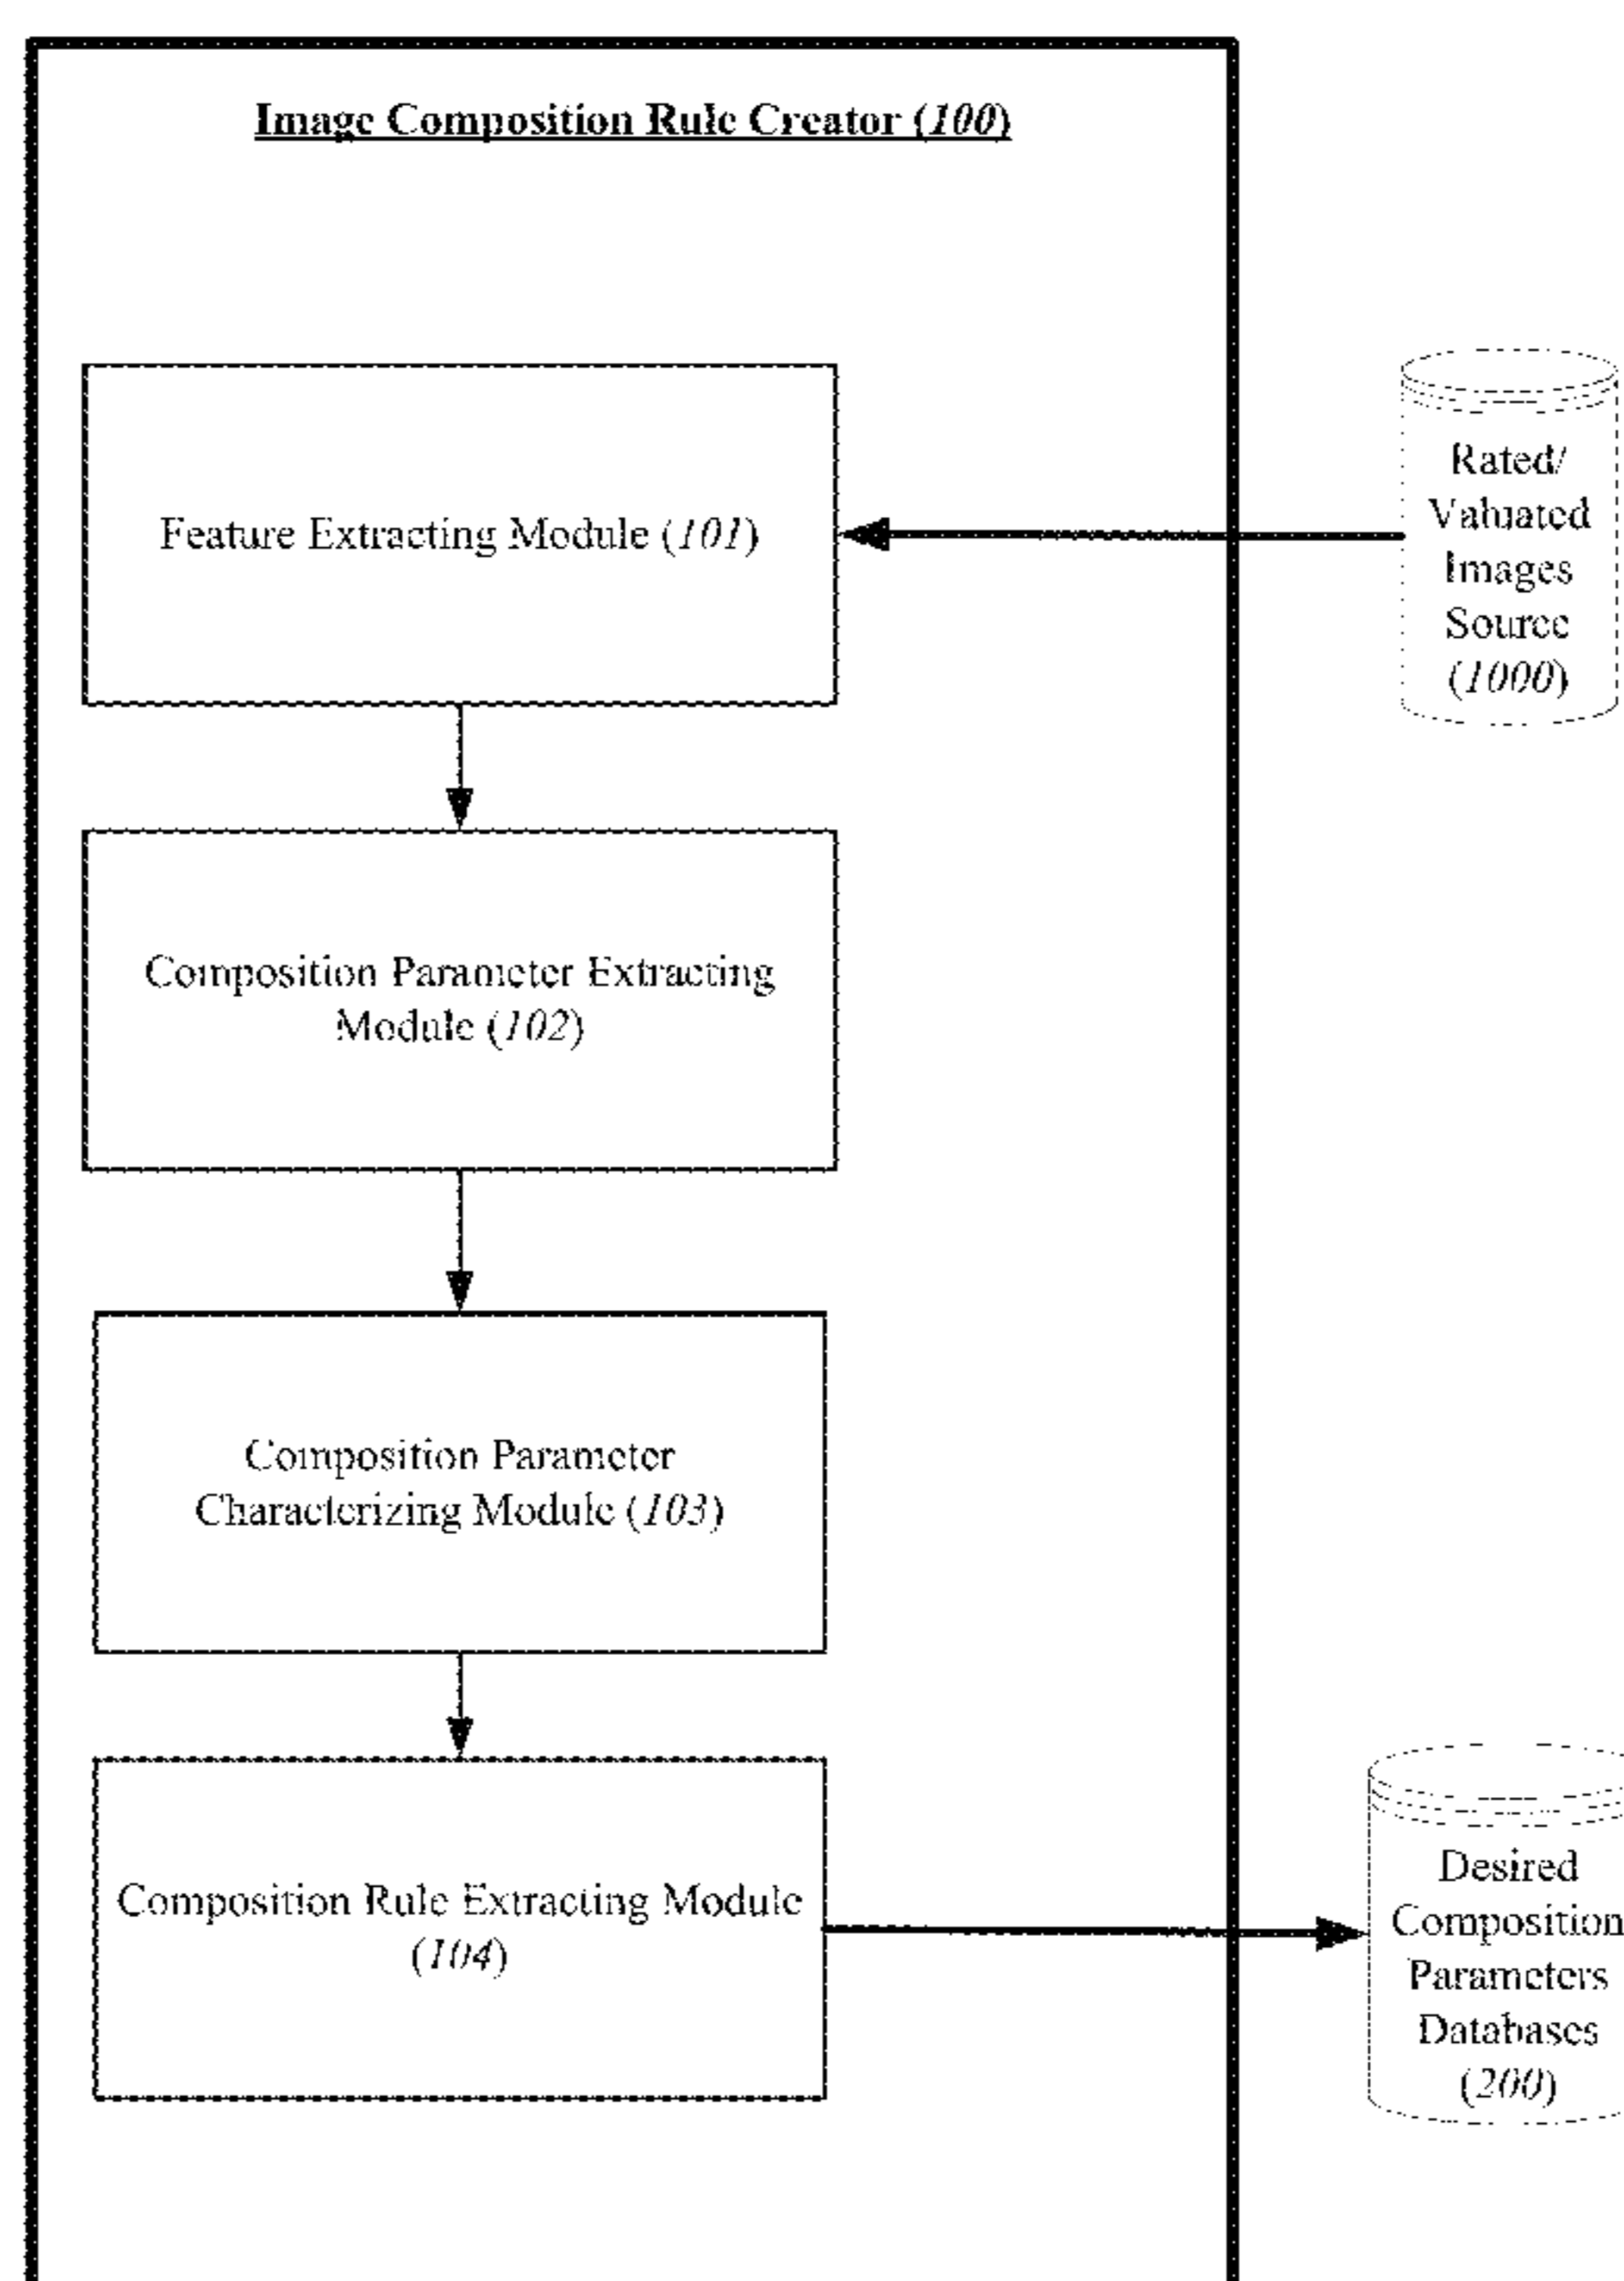 Image Composition Rule Creator (100)
Feature Extracting Module (101)
Rated/
Valuated
Images
Source
(1000)
Composition Parameter Extracting
Module (102)
Composition Parameter
Characterizing Module (103)
Composition Rule Extracting Module
(104)
Desired
Composition
Parameters
Databases
(200)